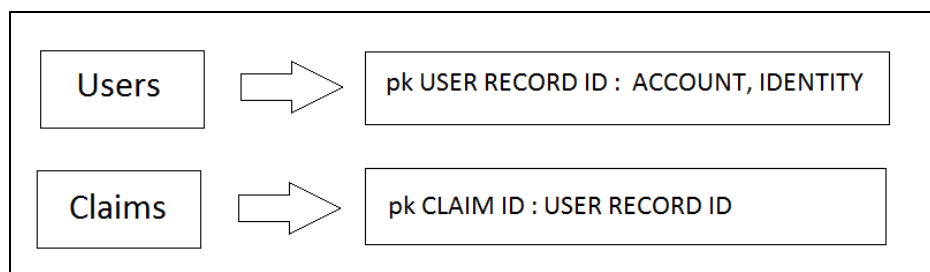 Users
pk USER RECORD ID : ACCOUNT, IDENTITY
Claims
pk CLAIM ID : USER RECORD ID